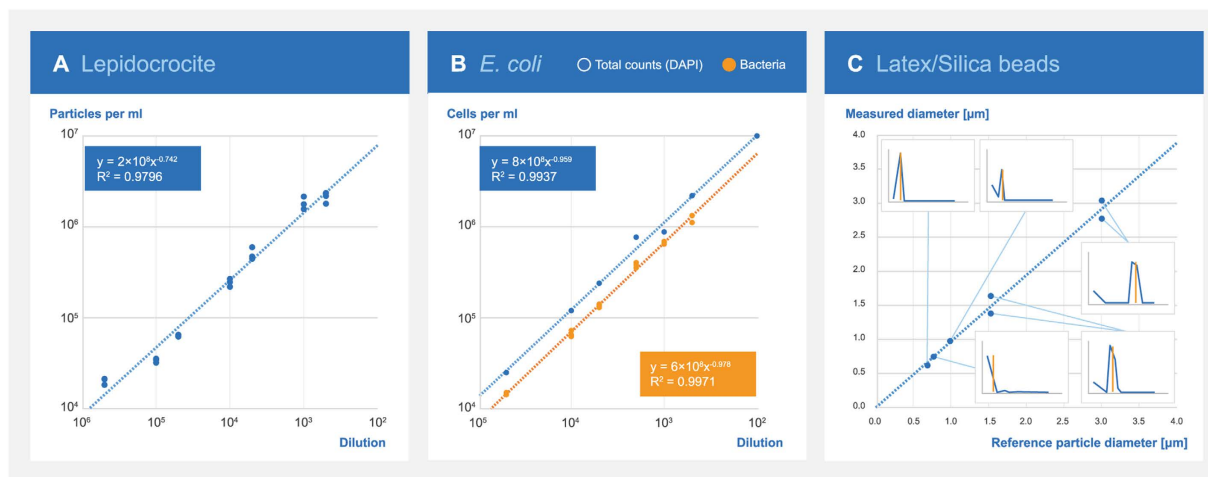 A Lepidocrocite
Particles per ml
10⁷
y = 2×10⁸x⁻⁰·⁷⁴²
R² = 0.9796
10⁶
10⁵
10⁴
10⁶ 10⁵ 10⁴ 10³ 10²
Dilution
B E. coli Total counts (DAPI) Bacteria
Cells per ml
10⁷
y = 8×10⁸x⁻⁰·⁹⁵⁹
R² = 0.9937
10⁶
10⁵
y = 6×10⁸x⁻⁰·⁹⁷⁸
R² = 0.9971
10⁴
10⁵ 10⁴ 10³ 10²
Dilution
C Latex/Silica beads
Measured diameter [µm]
4.0
3.5
3.0
2.5
2.0
1.5
1.0
0.5
0.0
0.0 0.5 1.0 1.5 2.0 2.5 3.0 3.5 4.0
Reference particle diameter [µm]